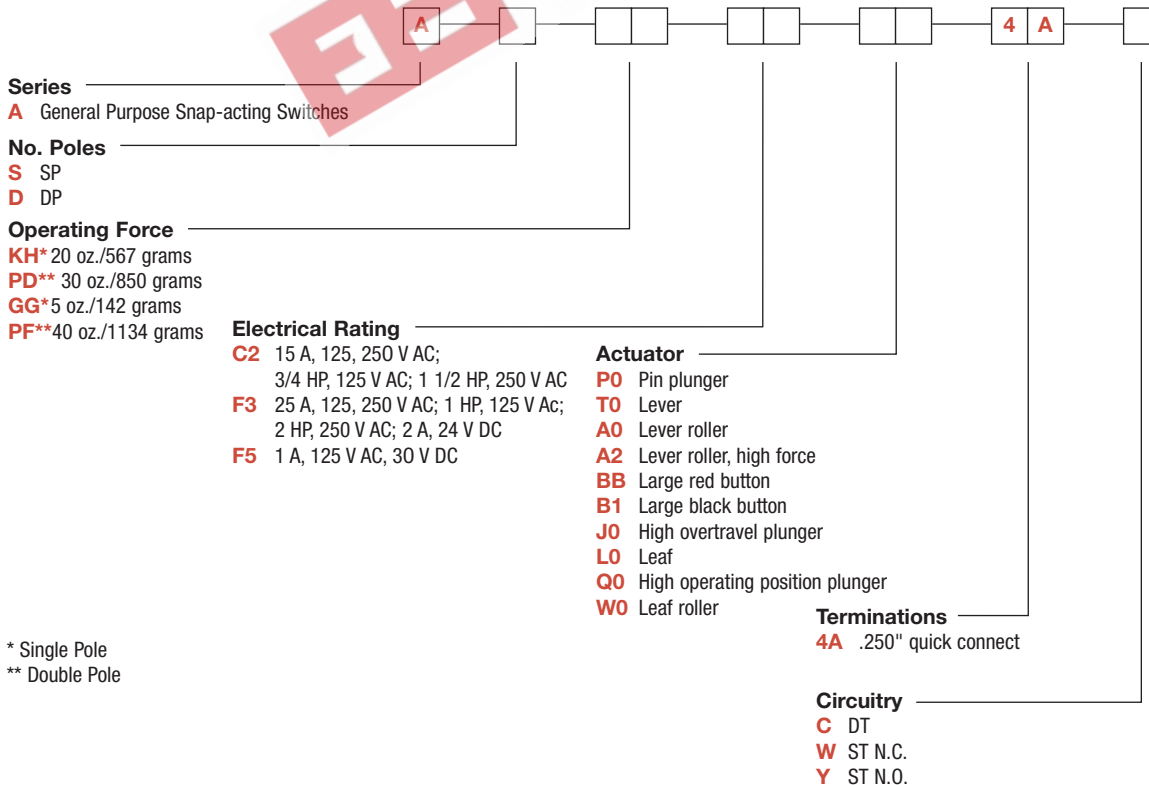 A 4 A
Series
A General Purpose Snap-acting Switches
No. Poles
S SP
D DP
Operating Force
KH* 20 oz./567 grams
PD** 30 oz./850 grams
GG* 5 oz./142 grams
PF** 40 oz./1134 grams
Electrical Rating
C2 15 A, 125, 250 V AC;
3/4 HP, 125 V AC; 1 1/2 HP, 250 V AC
F3 25 A, 125, 250 V AC; 1 HP, 125 V Ac;
2 HP, 250 V AC; 2 A, 24 V DC
F5 1 A, 125 V AC, 30 V DC
Actuator
P0 Pin plunger
T0 Lever
A0 Lever roller
A2 Lever roller, high force
BB Large red button
B1 Large black button
J0 High overtravel plunger
L0 Leaf
Q0 High operating position plunger
W0 Leaf roller
Terminations
4A .250" quick connect
* Single Pole
** Double Pole
Circuitry
C DT
W ST N.C.
Y ST N.O.